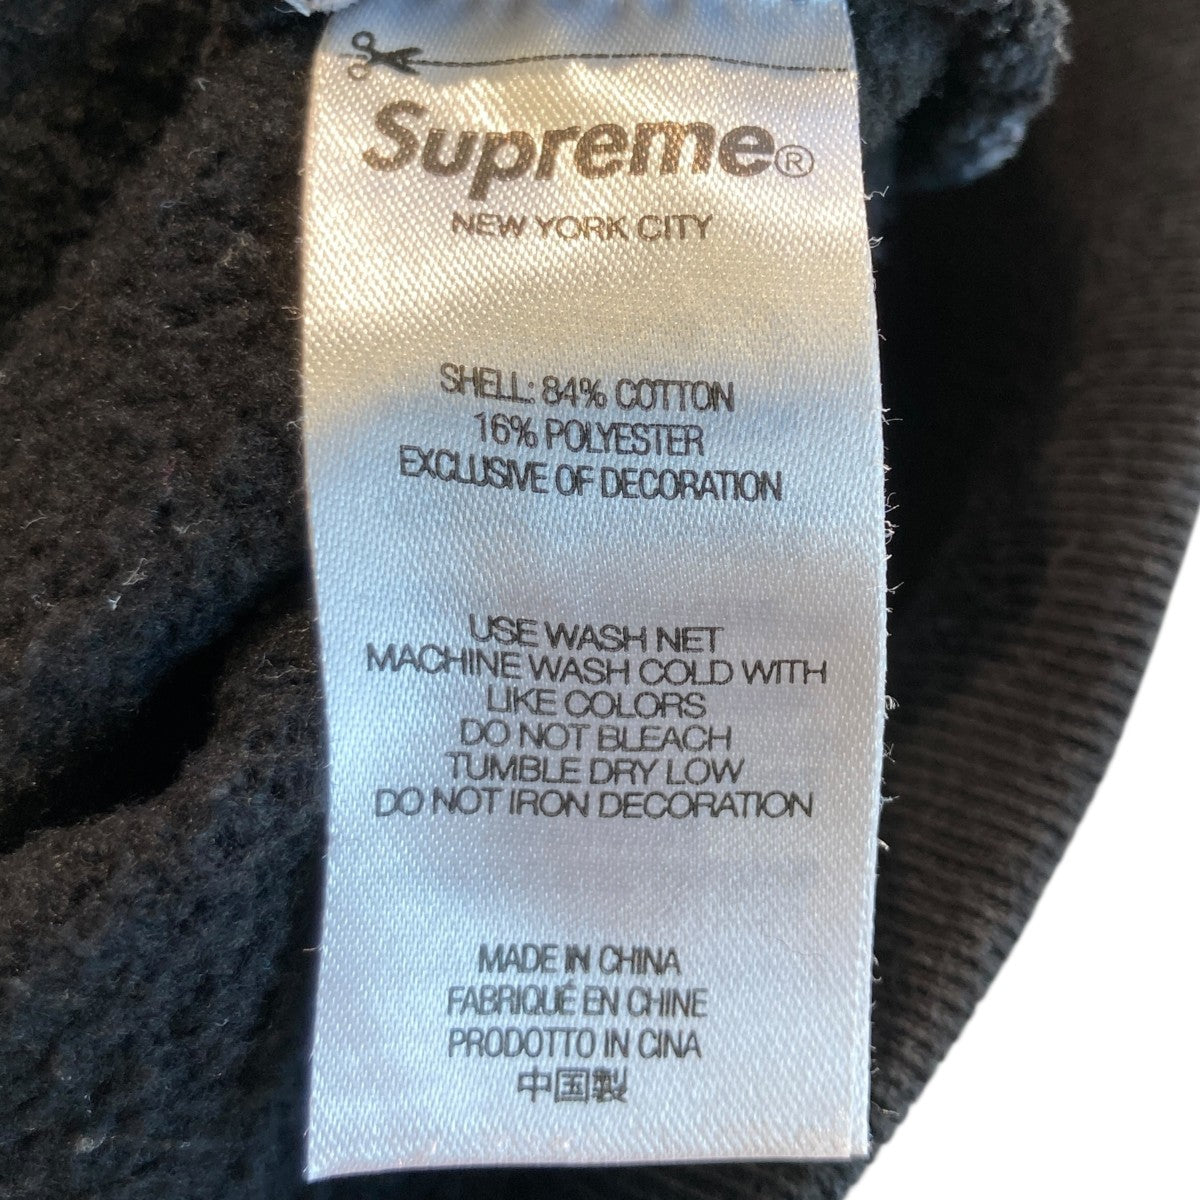 Supreme®
NEW YORK CITY
SHELL: 84% COTTON
16% POLYESTER
EXCLUSIVE OF DECORATION
USE WASH NET
MACHINE WASH COLD WITH
LIKE COLORS
DO NOT BLEACH
TUMBLE DRY LOW
DO NOT IRON DECORATION
MADE IN CHINA
FABRIQUÉ EN CHINE
PRODOTTO IN CINA
中国製